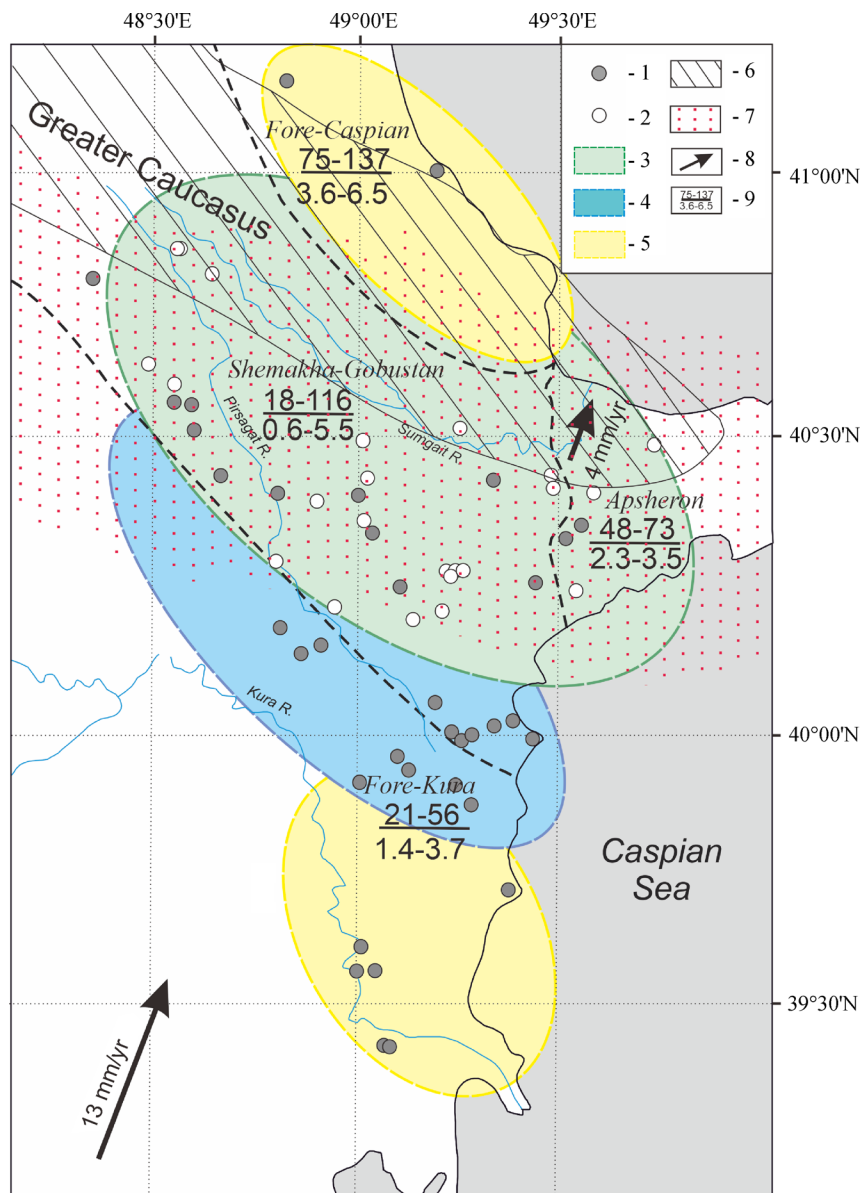 48°30'E 49°00'E 49°30'E
- 1
- 6
- 2
- 7
- 3
- 8
- 4
75-137
3.6-6.5
- 9
- 5
41°00'N
40°30'N
40°00'N
39°30'N
Greater Caucasus
Fore-Caspian
75-137
3.6-6.5
Shemakha-Gobustan
18-116
0.6-5.5
Pirsagat R.
Sumgait R.
4 mm/yr
Apsheron
48-73
2.3-3.5
Kura R.
Fore-Kura
21-56
1.4-3.7
Caspian
Sea
13 mm/yr